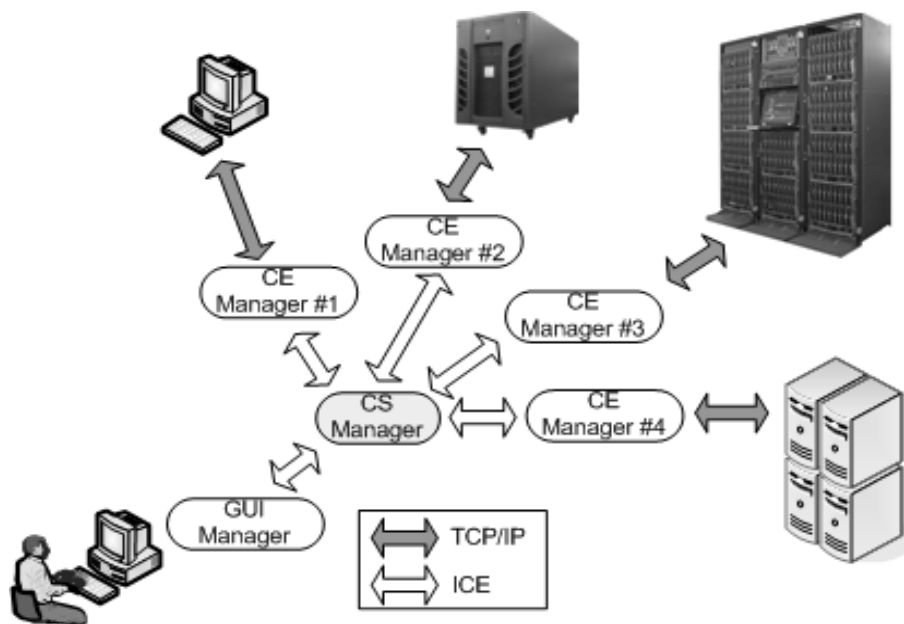 CE
Manager #2
CE
Manager #1
CE
Manager #3
CS
Manager
CE
Manager #4
GUI
Manager
TCP/IP
ICE